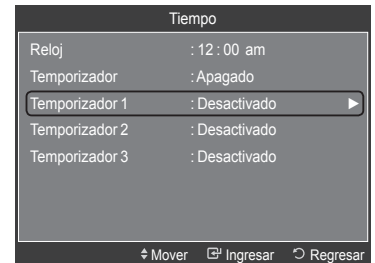 Tiempo
Reloj : 12 : 00 am
Temporizador : Apagado
Temporizador 1 : Desactivado
Temporizador 2 : Desactivado
Temporizador 3 : Desactivado
Mover Ingresar Regresar